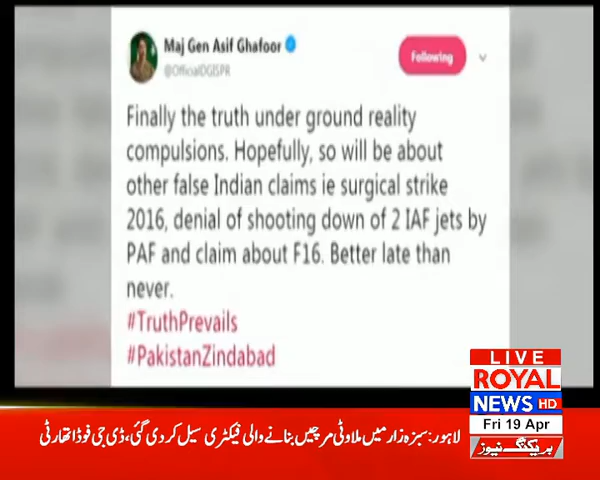 Maj Gen Asif Ghafoor
@OfficialDGISPR
Following
Finally the truth under ground reality
compulsions. Hopefully, so will be about
other false Indian claims ie surgical strike
2016, denial of shooting down of 2 IAF jets by
PAF and claim about F16. Better late than
never.
#TruthPrevails
#PakistanZindabad
LIVE
ROYAL
NEWS HD
Fri 19 Apr
بریکنگ نیوز
لاہور: سبزہ زار میں ملاوٹی مرچیں بنانے والی فیکٹری سیل کر دی گئی، ڈی جی فوڈ اتھارٹی